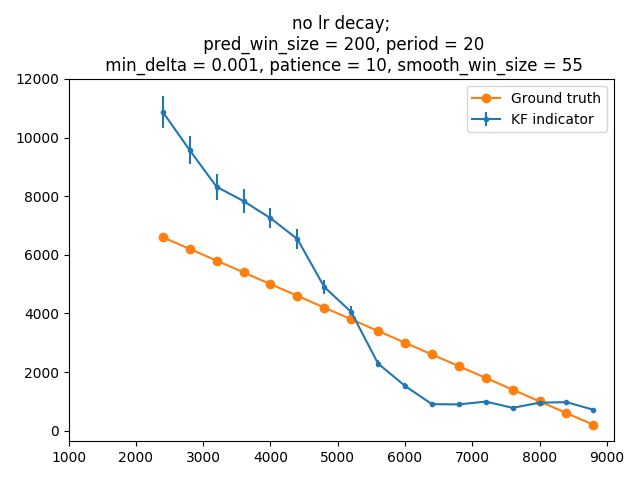 no lr decay;
pred_win_size = 200, period = 20
min_delta = 0.001, patience = 10, smooth_win_size = 55
12000
10000
8000
6000
4000
2000
0
Ground truth
KF indicator
1000 2000 3000 4000 5000 6000 7000 8000 9000